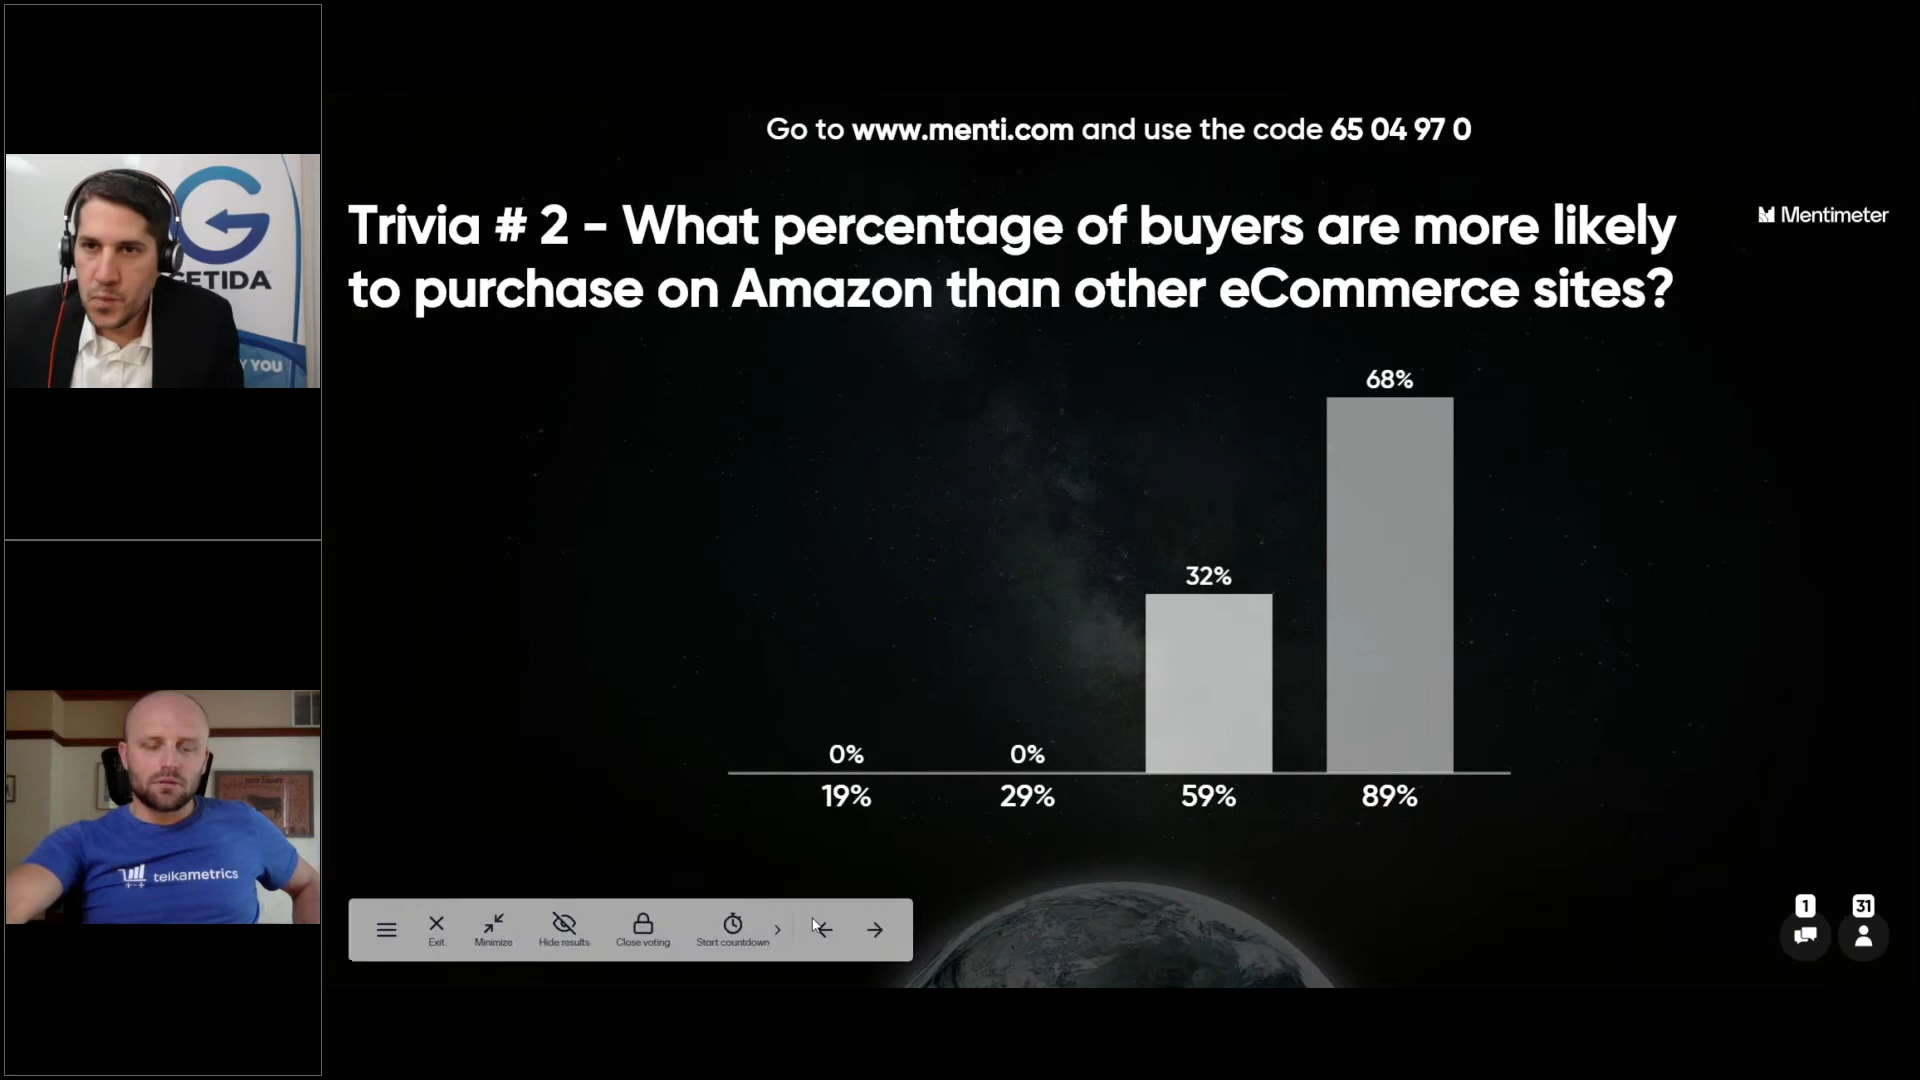 Go to www.menti.com and use the code 65 04 97 0
Trivia # 2 - What percentage of buyers are more likely
to purchase on Amazon than other eCommerce sites?
Mentimeter
GETIDA
Y YOU
teikametrics
68%
32%
0%
0%
19%
29%
59%
89%
Exit
Minimize
Hide results
Close voting
Start countdown
1
31